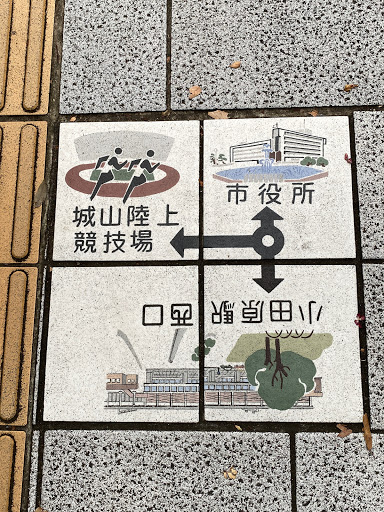 城山陸上
競技場
市役所
小田原駅 西口